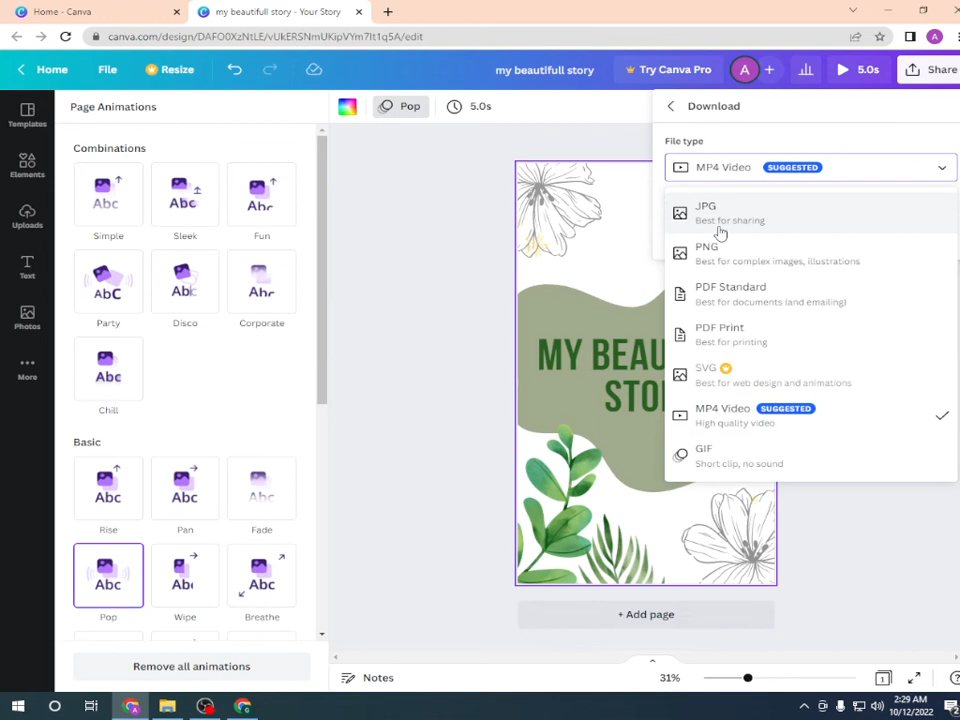 Home - Canva
my beautifull story - Your Story
canva.com/design/DAFO0XzNtLE/vUkERSNmUKipVYm7It1q5A/edit
A
Home
File
Resize
my beautifull story
Try Canva Pro
A
5.0s
Share
Templates
Elements
Uploads
Text
Photos
More
Page Animations
Combinations
Abc
Abc
Abc
Simple
Sleek
Fun
AbC
Abc
Abc
Party
Disco
Corporate
Abc
Chill
Basic
Abc
Abc
Abc
Rise
Pan
Fade
Abc
Abc
Abc
Pop
Wipe
Breathe
Remove all animations
Pop
5.0s
MY BEAU
STO
+ Add page
Notes
31%
1
Download
File type
MP4 Video
SUGGESTED
JPG
Best for sharing
PNG
Best for complex images, illustrations
PDF Standard
Best for documents (and emailing)
PDF Print
Best for printing
SVG
Best for web design and animations
MP4 Video
SUGGESTED
High quality video
GIF
Short clip, no sound
2:29 AM
10/12/2022
2